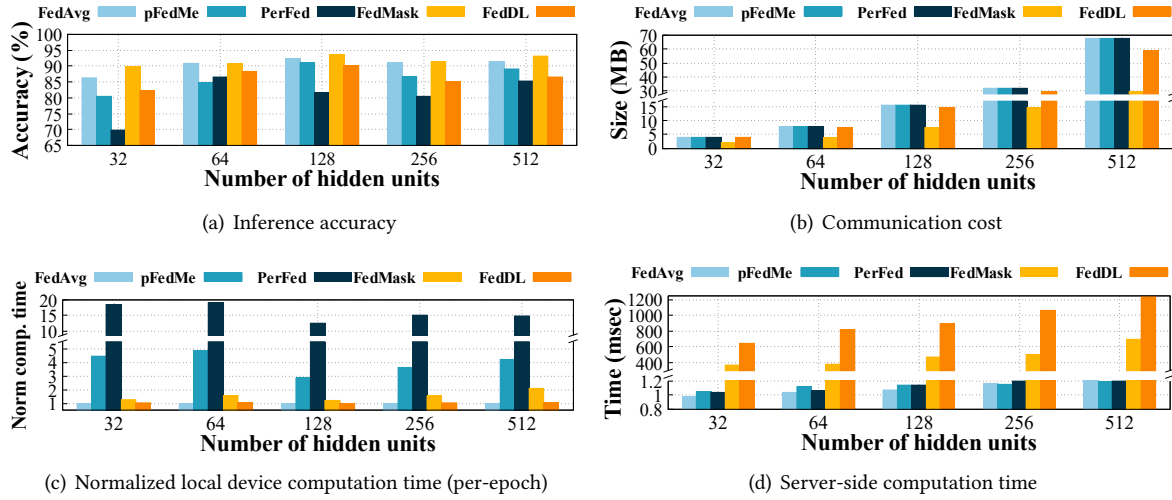 FedAvg pFedMe PerFed FedMask FedDL
Accuracy (%)
100
95
90
85
80
75
70
65
32 64 128 256 512
Number of hidden units
(a) Inference accuracy
FedAvg pFedMe PerFed FedMask FedDL
Size (MB)
70
60
50
40
30
15
10
5
0
32 64 128 256 512
Number of hidden units
(b) Communication cost
FedAvg pFedMe PerFed FedMask FedDL
Norm comp. time
20
15
10
5
4
3
2
1
32 64 128 256 512
Number of hidden units
(c) Normalized local device computation time (per-epoch)
FedAvg pFedMe PerFed FedMask FedDL
Time (msec)
1200
1000
800
600
400
1.2
1
0.8
32 64 128 256 512
Number of hidden units
(d) Server-side computation time